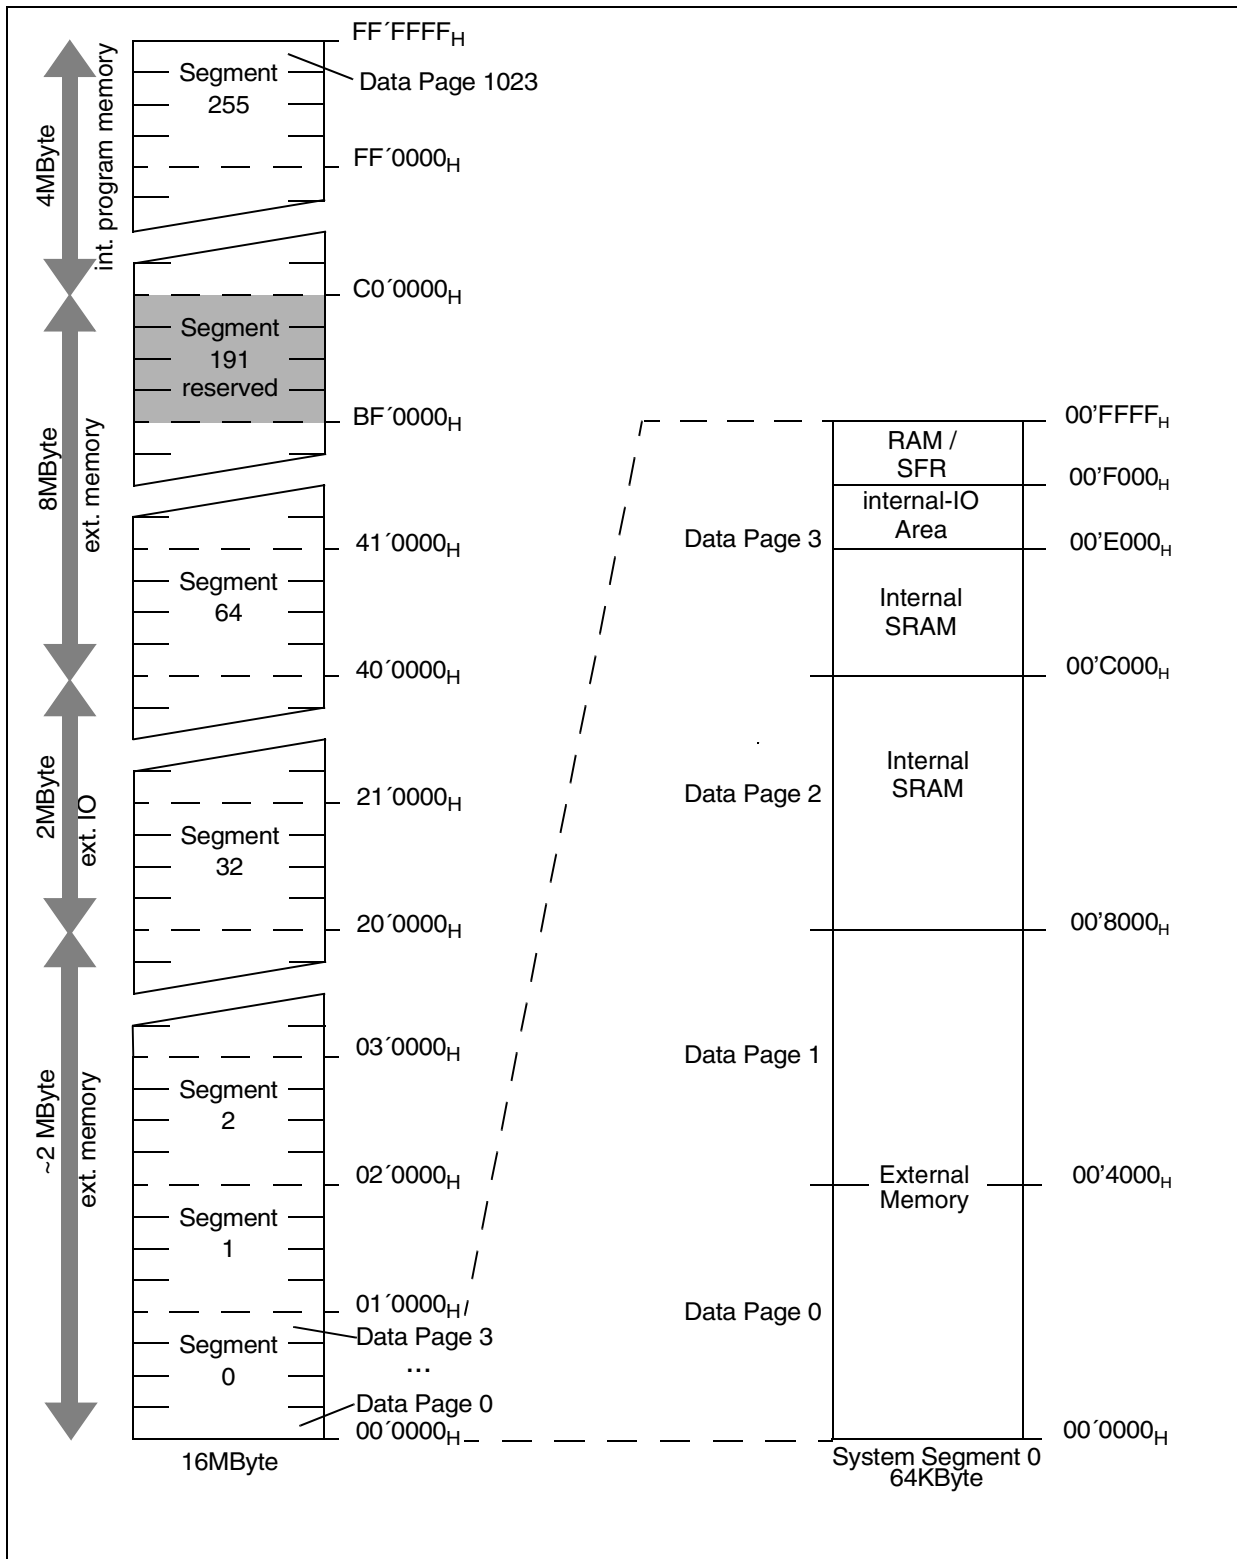 FF´FFFFH
Segment
255
Data Page 1023
FF´0000H
4MByte
int. program memory
C0´0000H
Segment
191
reserved
BF´0000H
8MByte
ext. memory
41´0000H
Segment
64
40´0000H
2MByte
ext. IO
21´0000H
Segment
32
20´0000H
~2 MByte
ext. memory
03´0000H
Segment
2
02´0000H
Segment
1
01´0000H
Segment
0
Data Page 3
...
Data Page 0
00´0000H
16MByte
00'FFFFH
RAM /
SFR
00'F000H
internal-IO
Area
Data Page 3
00'E000H
Internal
SRAM
00'C000H
Internal
SRAM
Data Page 2
00'8000H
Data Page 1
External
Memory
00'4000H
Data Page 0
00´0000H
System Segment 0
64KByte